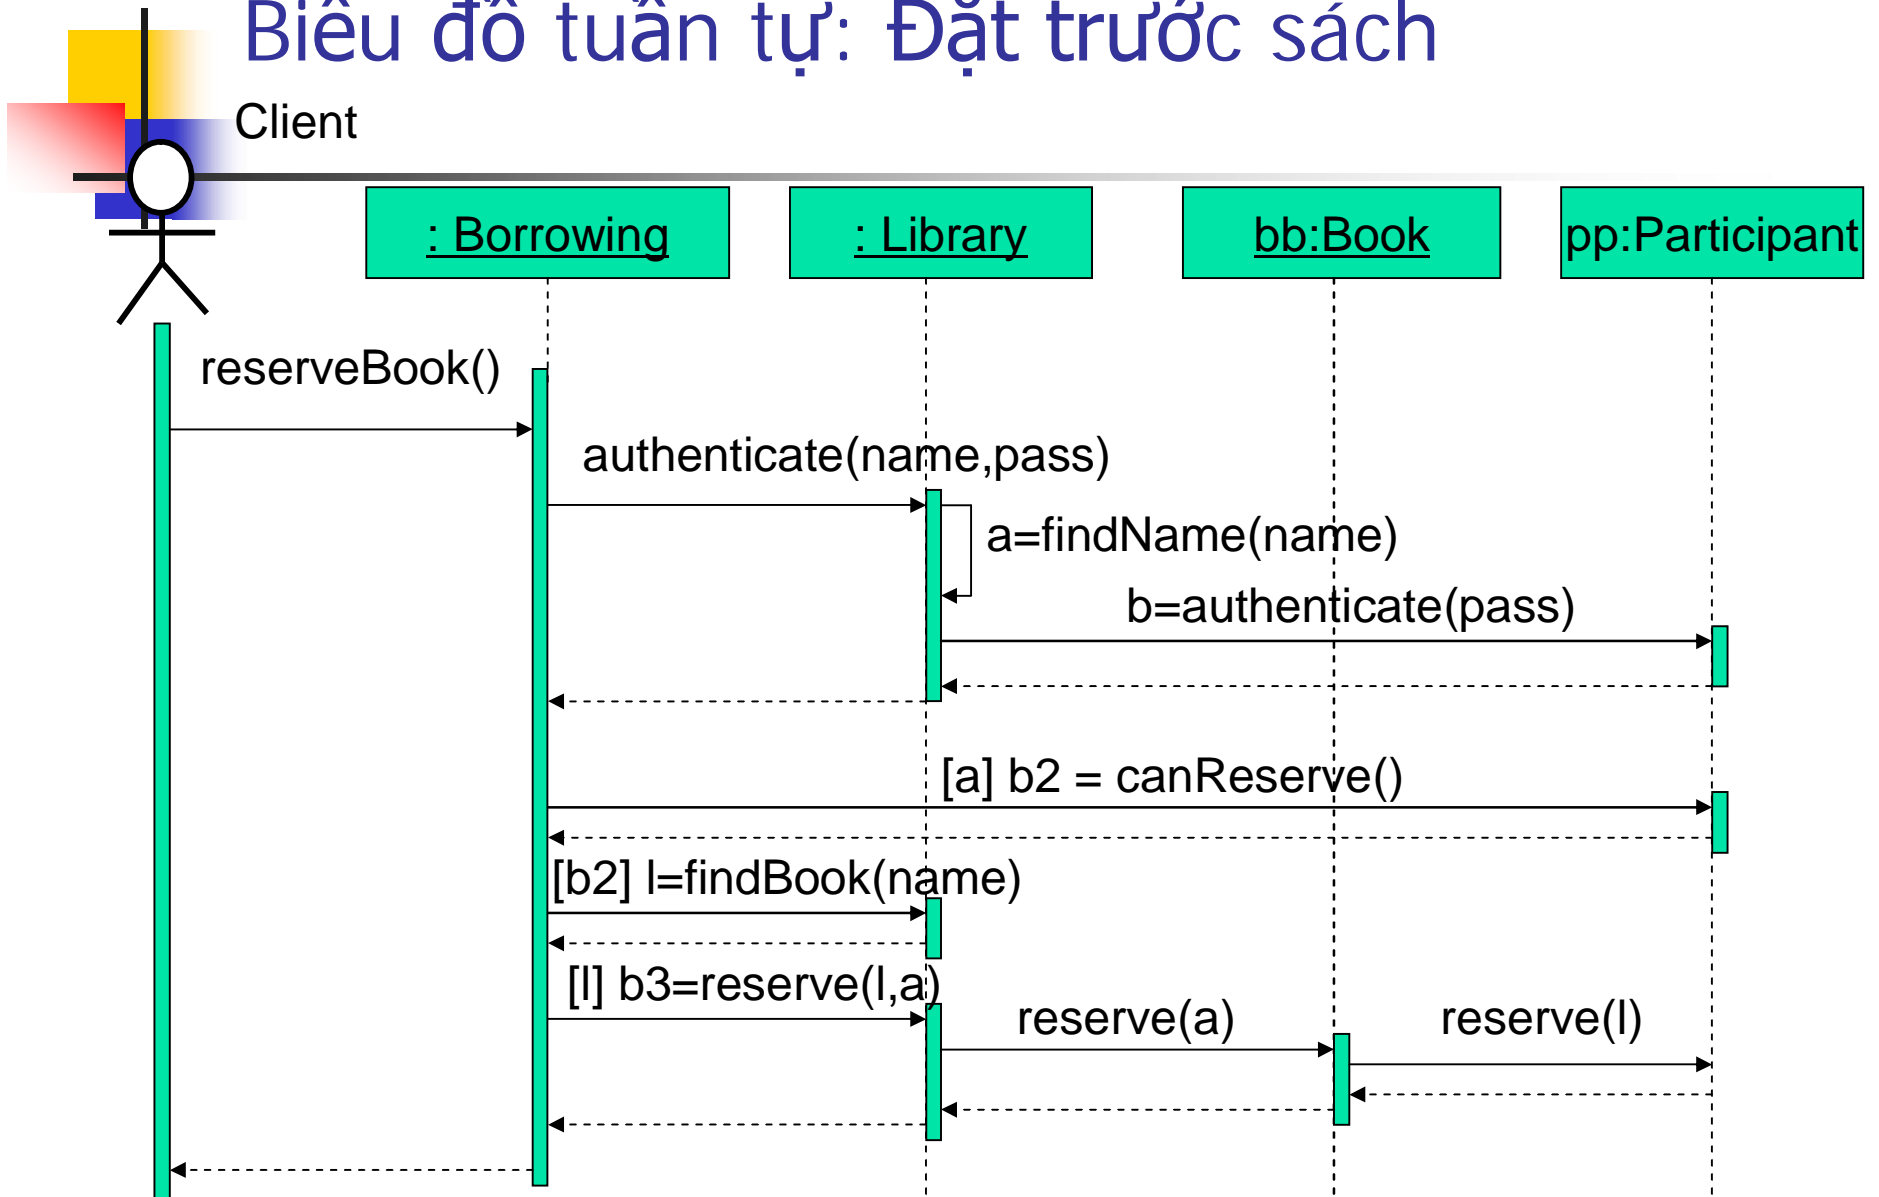 Biểu đồ tuần tự: Đặt trước sách
Client
: Borrowing
: Library
bb:Book
pp:Participant
reserveBook()
authenticate(name,pass)
a=findName(name)
b=authenticate(pass)
[a] b2 = canReserve()
[b2] l=findBook(name)
[l] b3=reserve(l,a)
reserve(a)
reserve(l)